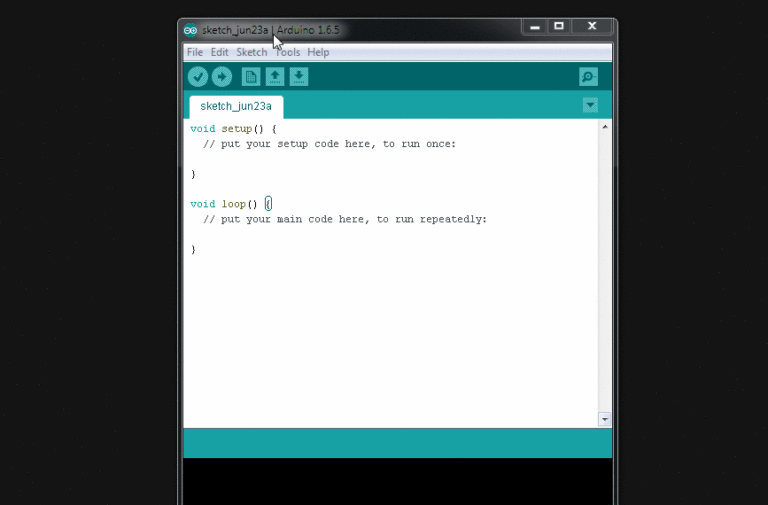 sketch_jun23a | Arduino 1.6.5
File Edit Sketch Tools Help
sketch_jun23a
void setup() {
// put your setup code here, to run once:
}
void loop() {
// put your main code here, to run repeatedly:
}